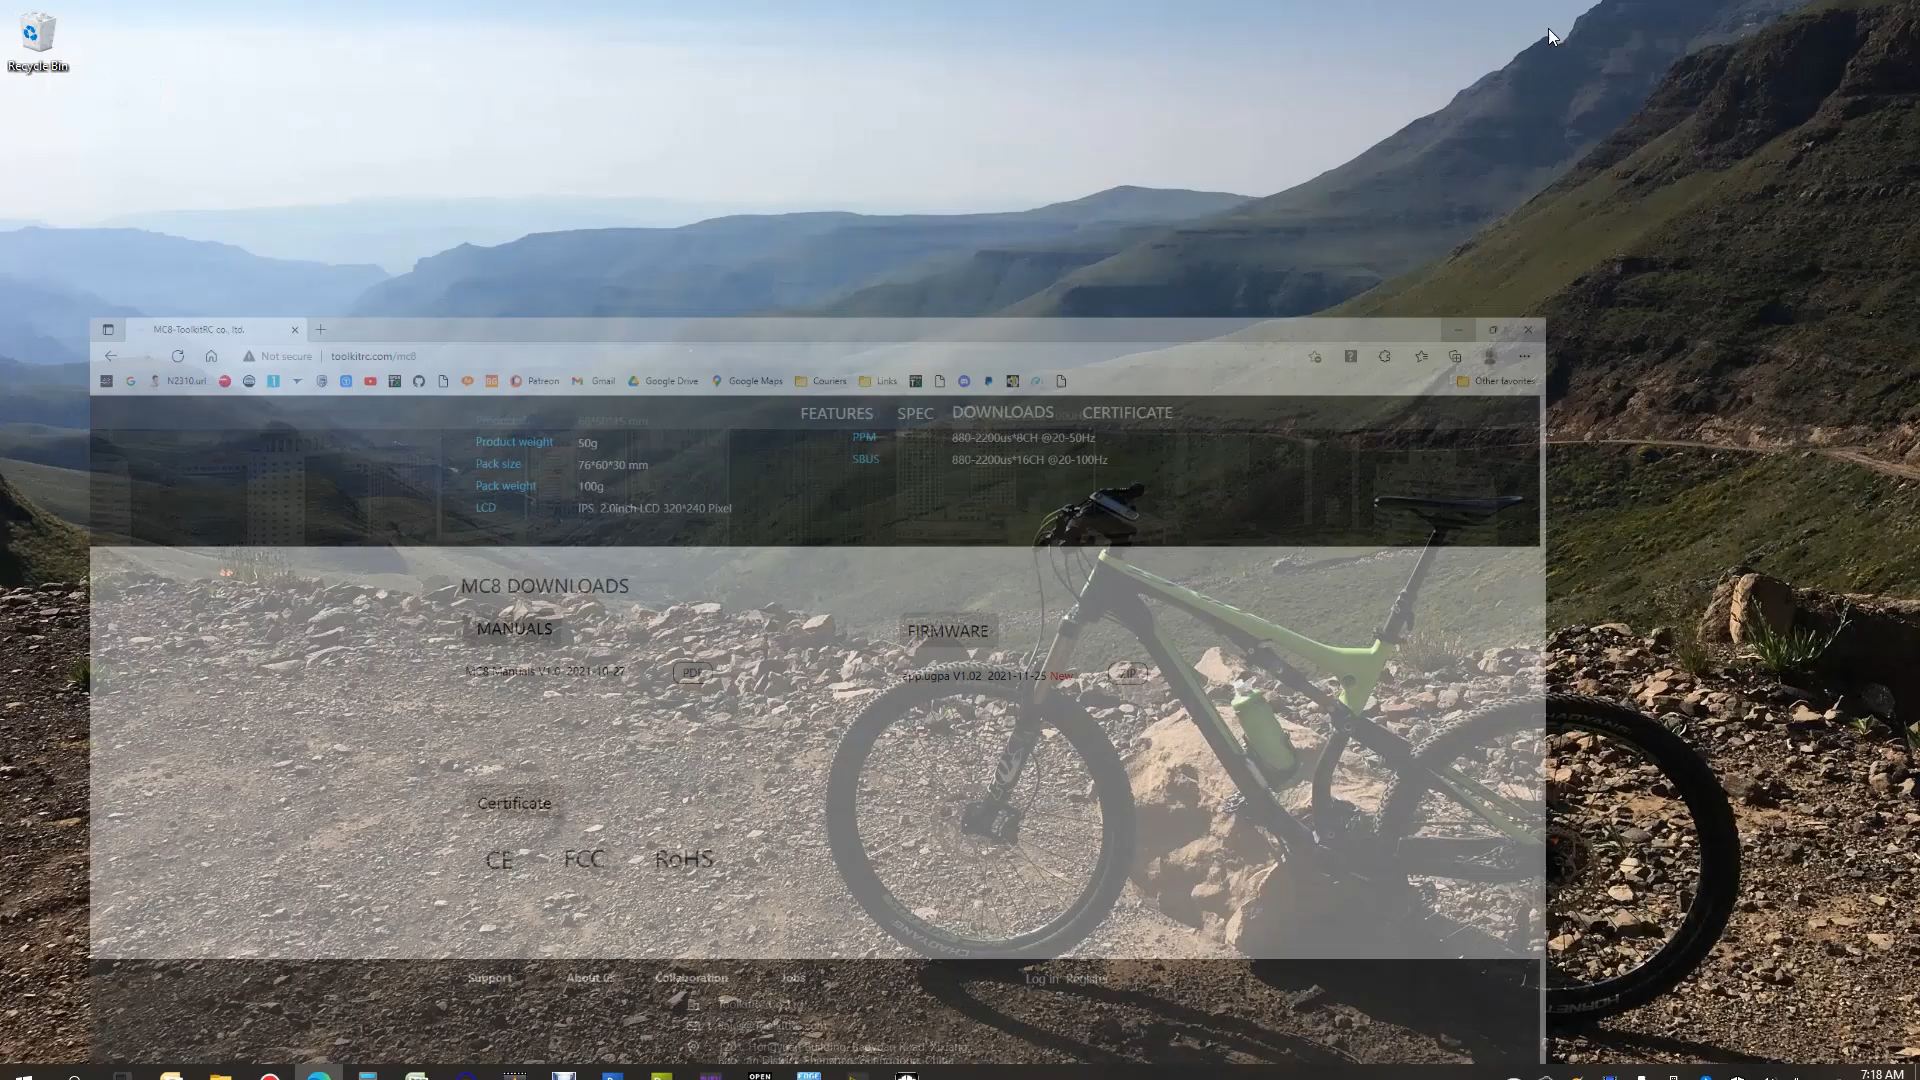 Recycle Bin
MC8-ToolkitRC co., ltd.
Not secure toolkitrc.com/mc8
N2310.url Patreon Gmail Google Drive Google Maps Couriers Links Other favorites
FEATURES SPEC DOWNLOADS CERTIFICATE
Product weight 50g
Pack size 76*60*30 mm
Pack weight 100g
LCD IPS 2.0inch LCD 320*240 Pixel
PPM 880-2200us*8CH @20-50Hz
SBUS 880-2200us*16CH @20-100Hz
MC8 DOWNLOADS
MANUALS
MC8 Manuals V1.0 2021-10-27 PDF
FIRMWARE
app.ugpa V1.02 2021-11-25 New ZIP
Certificate
CE FCC RoHS
Support About Us Collaboration Jobs Log in Register
7:18 AM